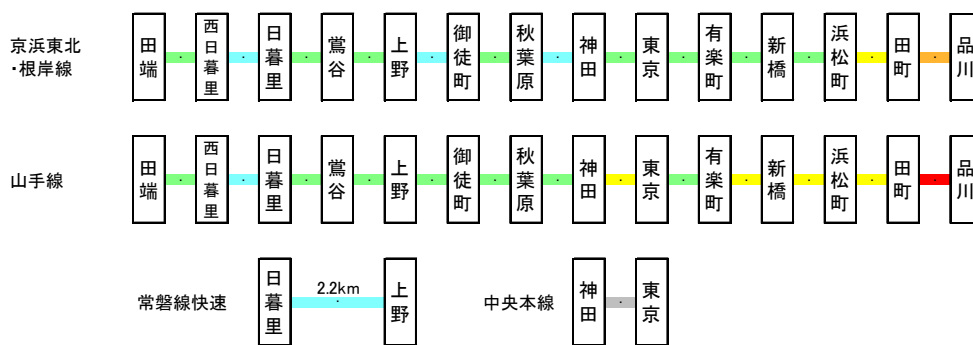 京浜東北
・根岸線
田端
西日暮里
日暮里
鴬谷
上野
御徒町
秋葉原
神田
東京
有楽町
新橋
浜松町
田町
品川
山手線
田端
西日暮里
日暮里
鴬谷
上野
御徒町
秋葉原
神田
東京
有楽町
新橋
浜松町
田町
品川
常磐線快速
日暮里
2.2km
上野
中央本線
神田
東京